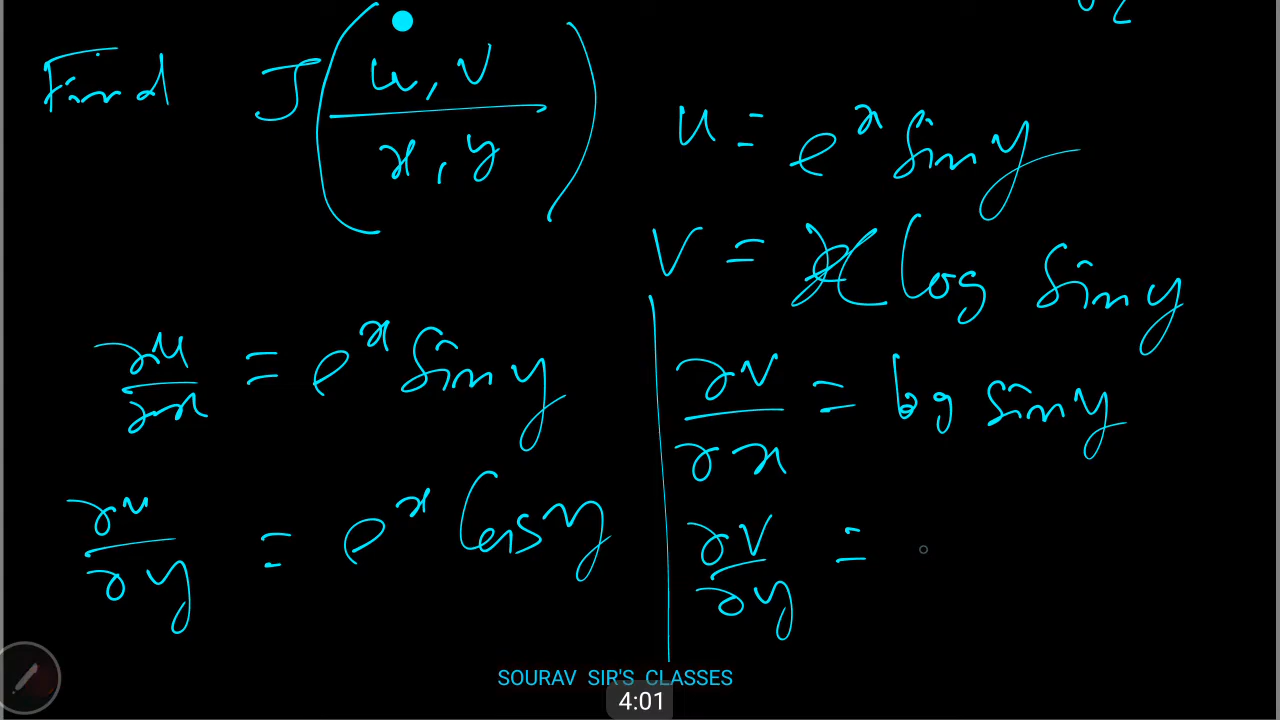 Find J(u, v / x, y)
u = e^x sin y
v = x log sin y
∂u/∂x = e^x sin y
∂u/∂y = e^x cos y
∂v/∂x = log sin y
∂v/∂y =
SOURAV SIR'S CLASSES
4:01